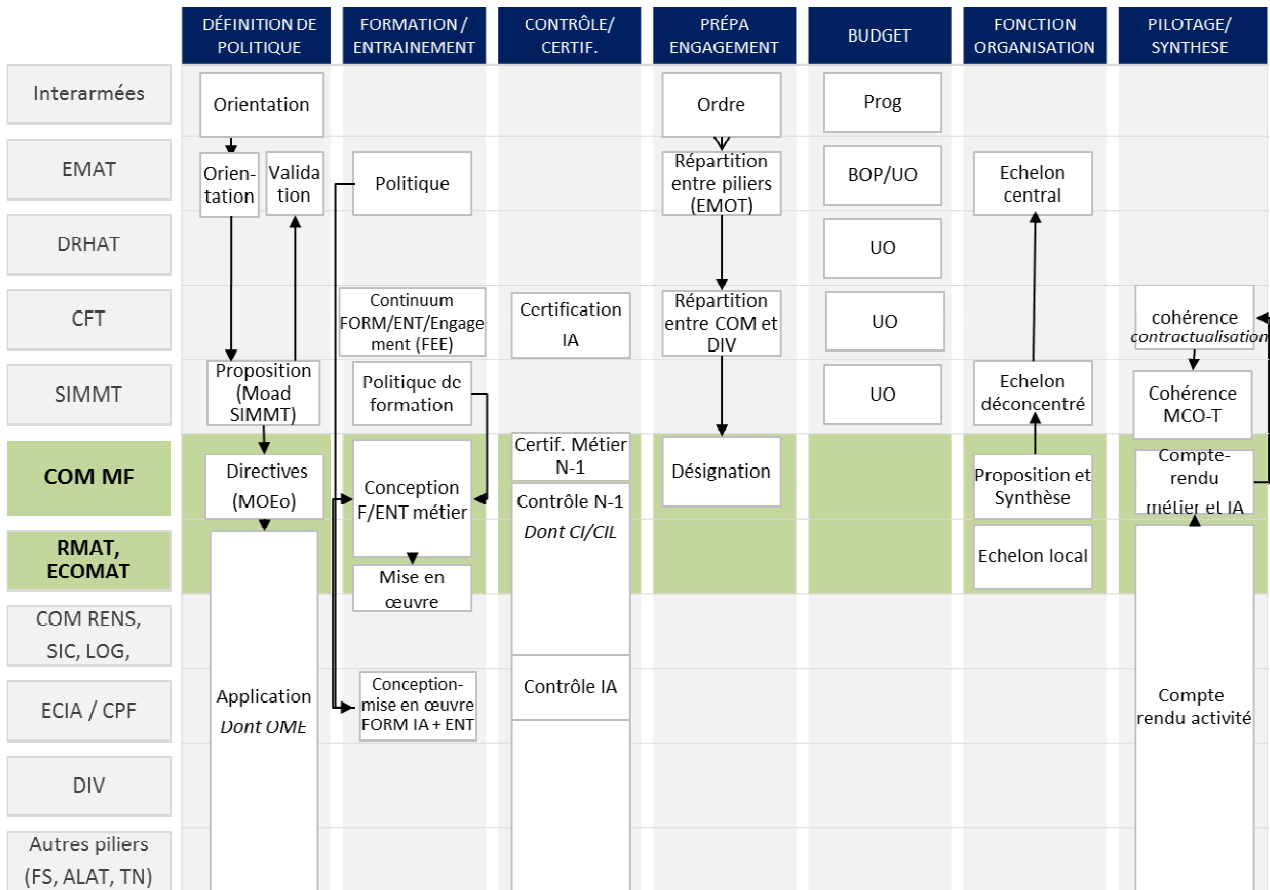 DÉFINITION DE
POLITIQUE
FORMATION /
ENTRAINEMENT
CONTRÔLE/
CERTIF.
PRÉPA
ENGAGEMENT
BUDGET
FONCTION
ORGANISATION
PILOTAGE/
SYNTHESE
Interarmées
Orientation
Ordre
Prog
EMAT
Orien-
tation
Valida
tion
Politique
Répartition
entre piliers
(EMOT)
BOP/UO
Echelon
central
DRHAT
UO
CFT
Continuum
FORM/ENT/Engage
ment (FEE)
Certification
IA
Répartition
entre COM et
DIV
UO
cohérence
contractualisation
SIMMT
Proposition
(Moad
SIMMT)
Politique de
formation
UO
Echelon
déconcentré
Cohérence
MCO-T
COM MF
Directives
(MOEo)
Conception
F/ENT métier
Certif. Métier
N-1
Contrôle N-1
Dont CI/CIL
Désignation
Proposition et
Synthèse
Compte-
rendu
métier et IA
RMAT,
ECOMAT
Mise en
œuvre
Echelon local
COM RENS,
SIC, LOG,
ECIA / CPF
Application
Dont OME
Conception-
mise en œuvre
FORM IA + ENT
Contrôle IA
Compte
rendu activité
DIV
Autres piliers
(FS, ALAT, TN)